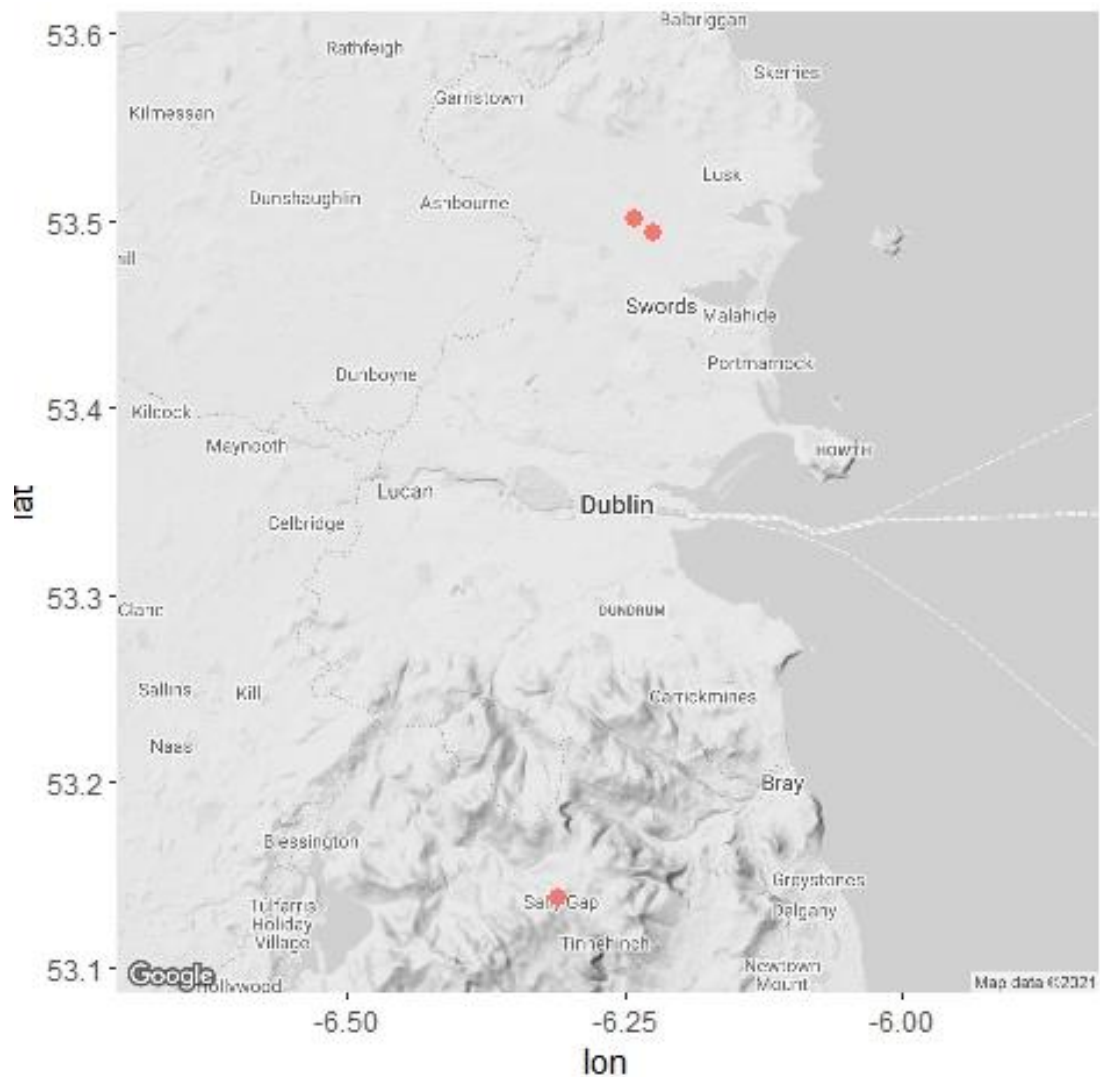 Balbriggan
53.6
Rathfeigh
Skerries
Garristown
Kilmessan
Lusk
Dunshaughlin
Ashbourne
53.5
Swords
Malahide
Portmarnock
Dunboyne
53.4
Kilcock
Maynooth
HOWTH
Lucan
Dublin
lat
Celbridge
53.3
Clane
DUNDRUM
Sallins
Kill
Carrickmines
Naas
53.2
Bray
Blessington
Greystones
Sally Gap
Tulfarris
Holiday
Village
Delgany
Tinnehinch
53.1
Google
Hollywood
Newtown
Mount
Map data ©2021
-6.50
-6.25
-6.00
lon